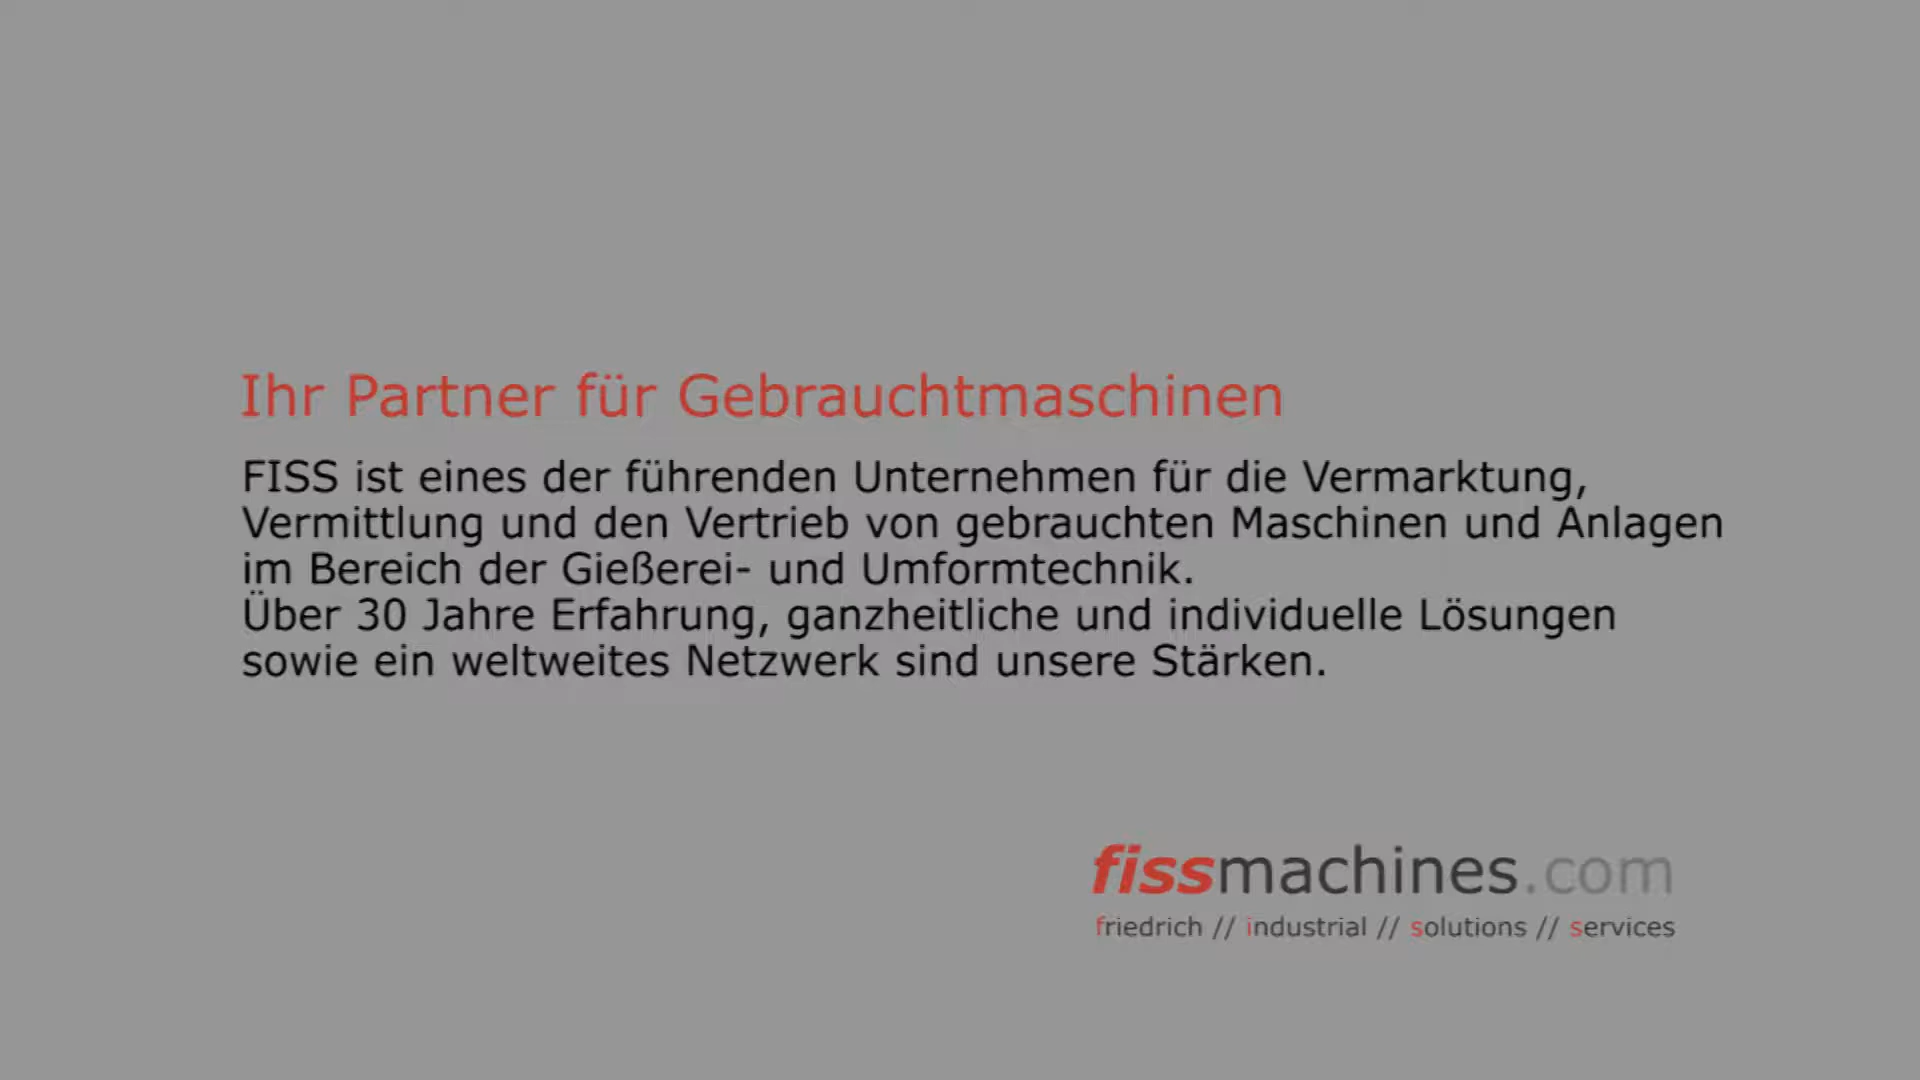 Ihr Partner für Gebrauchtmaschinen
FISS ist eines der führenden Unternehmen für die Vermarktung,
Vermittlung und den Vertrieb von gebrauchten Maschinen und Anlagen
im Bereich der Gießerei- und Umformtechnik.
Über 30 Jahre Erfahrung, ganzheitliche und individuelle Lösungen
sowie ein weltweites Netzwerk sind unsere Stärken.
fissmachines.com
friedrich // industrial // solutions // services